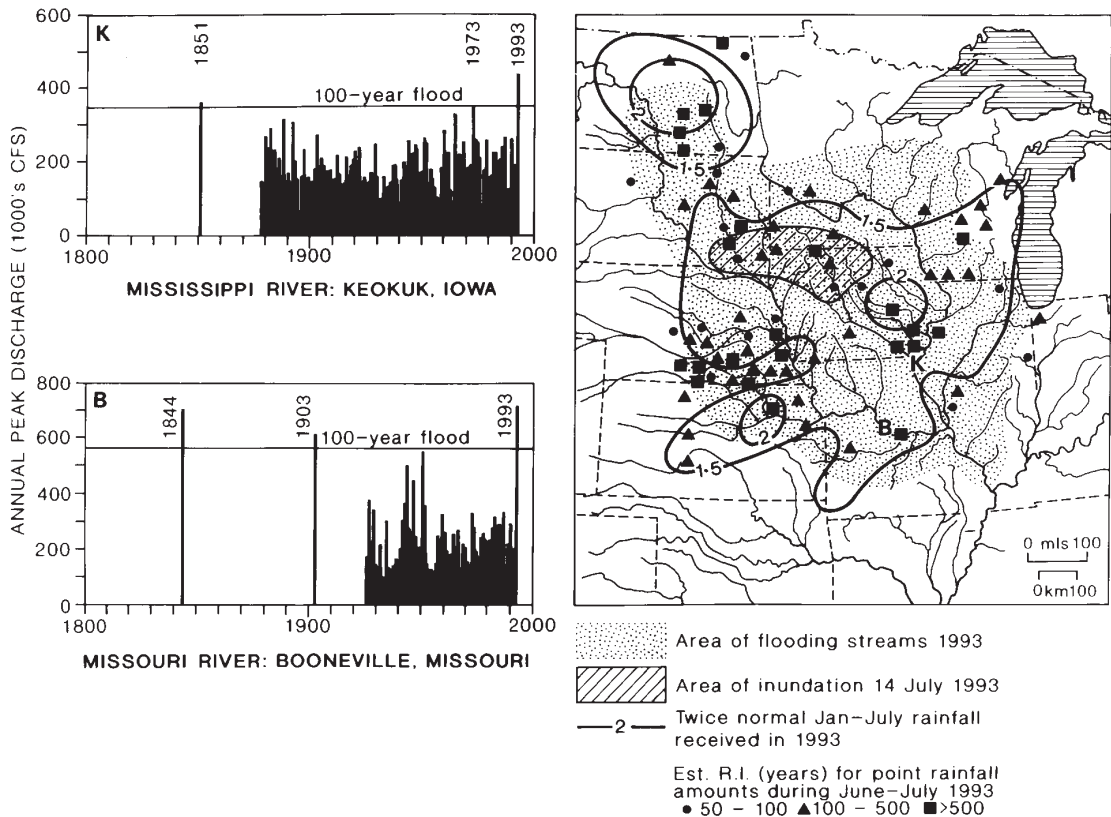 600
K
1851
1973
1993
400
100-year flood
200
0
1800
1900
2000
MISSISSIPPI RIVER: KEOKUK, IOWA
ANNUAL PEAK DISCHARGE (1000's CFS)
800
B
1844
1903
1993
600
100-year flood
400
200
0
1800
1900
2000
MISSOURI RIVER: BOONEVILLE, MISSOURI
1·5
1·5
2
K
B
2
1·5
0 mls 100
0km100
Area of flooding streams 1993
Area of inundation 14 July 1993
2
Twice normal Jan–July rainfall
received in 1993
Est. R.I. (years) for point rainfall
amounts during June–July 1993
● 50 – 100 ▲100 – 500 ■>500